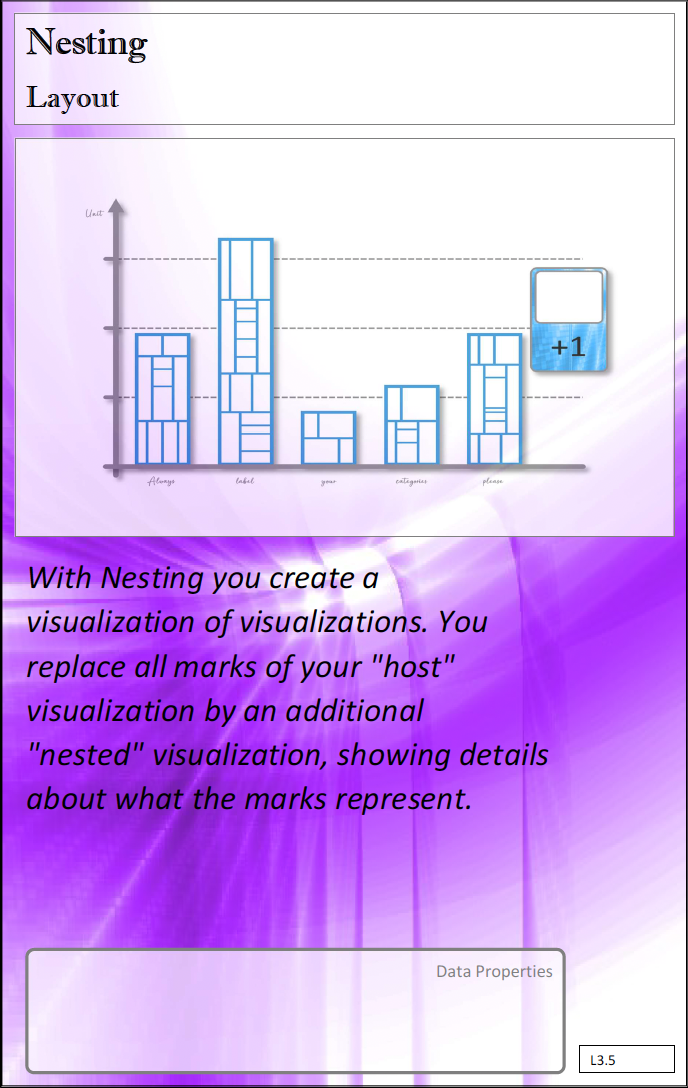 Nesting
Layout
Unit
+1
Always label your categories please
With Nesting you create a
visualization of visualizations. You
replace all marks of your "host"
visualization by an additional
"nested" visualization, showing details
about what the marks represent.
Data Properties
L3.5